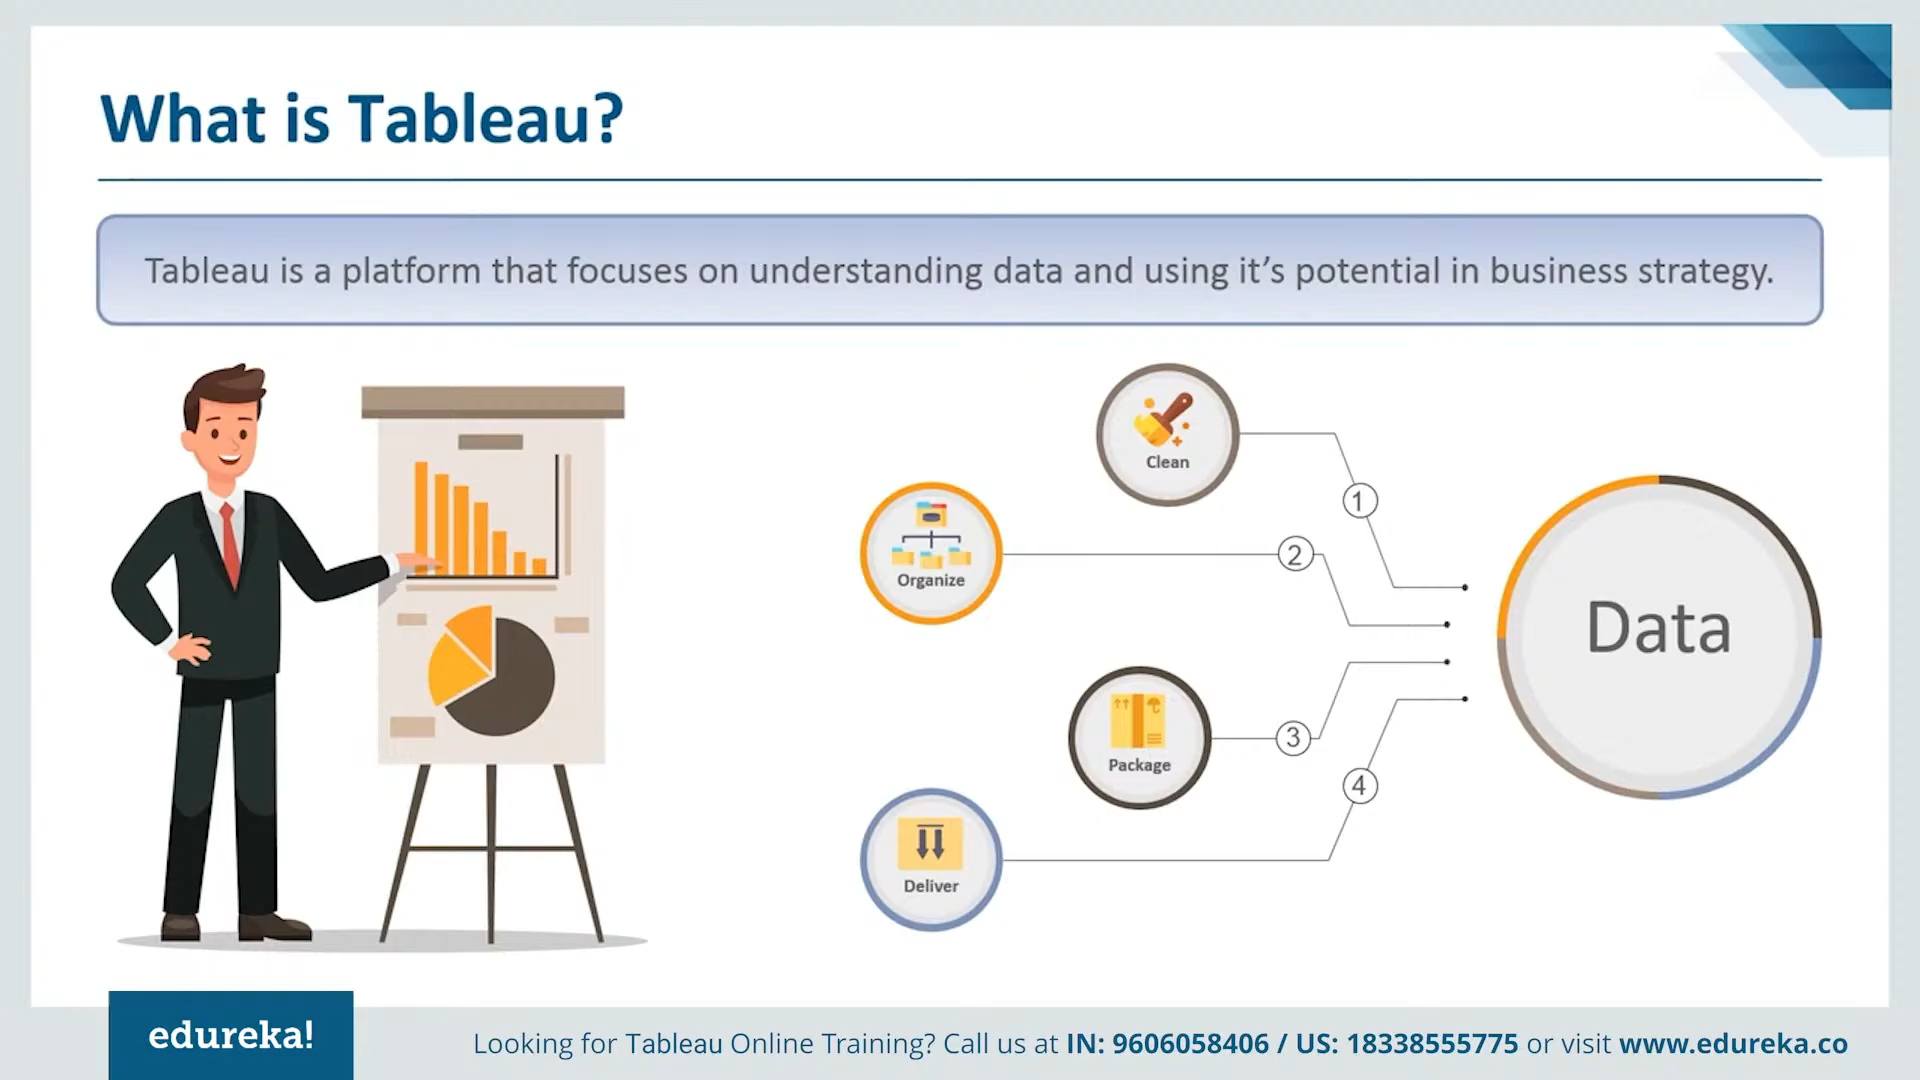 What is Tableau?
Tableau is a platform that focuses on understanding data and using it’s potential in business strategy.
Clean
1
Organize
2
Data
Package
3
4
Deliver
edureka!
Looking for Tableau Online Training? Call us at IN: 9606058406 / US: 18338555775 or visit www.edureka.co